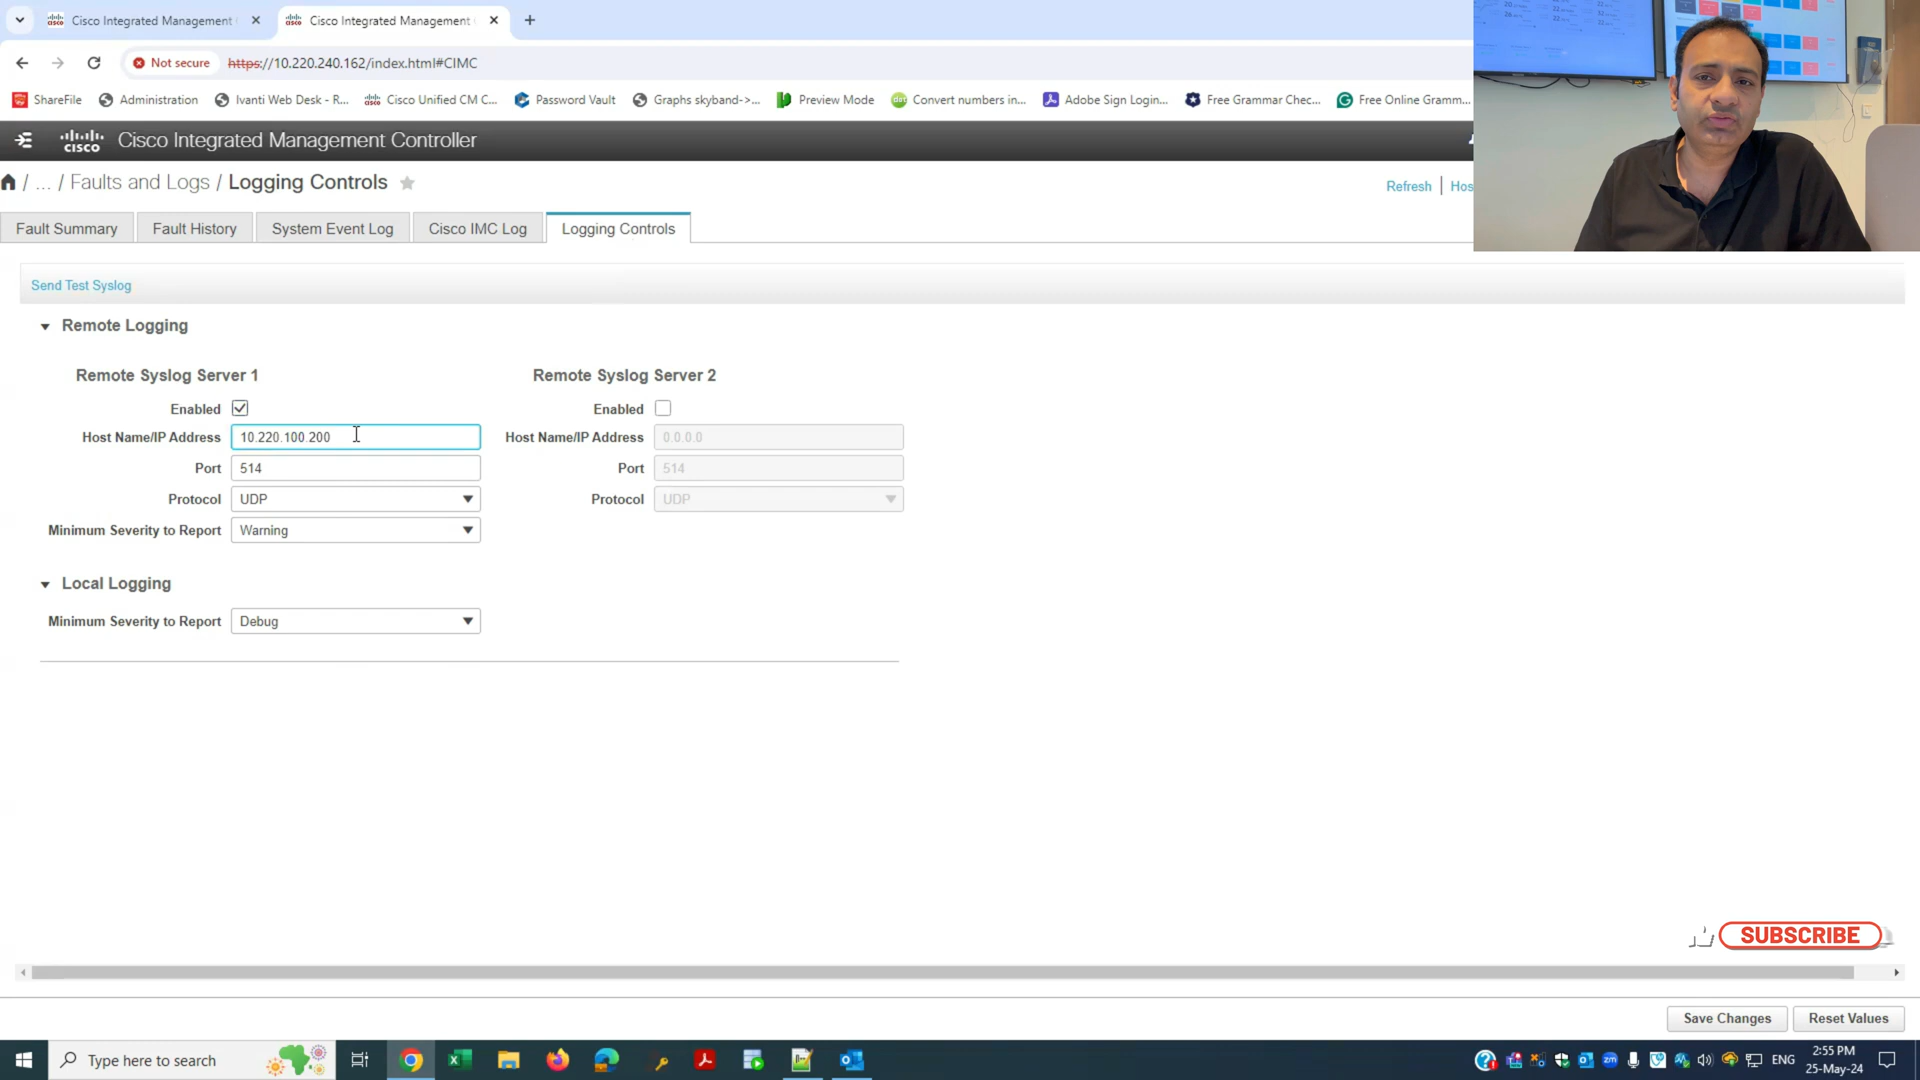 Cisco Integrated Management
Cisco Integrated Management
Not secure https://10.220.240.162/index.html#CIMC
ShareFile Administration Ivanti Web Desk - R... Cisco Unified CM C... Password Vault Graphs skyband->... Preview Mode Convert numbers in... Adobe Sign Login... Free Grammar Chec... Free Online Gramm...
CISCO Cisco Integrated Management Controller
/ ... / Faults and Logs / Logging Controls
Refresh Hos
Fault Summary Fault History System Event Log Cisco IMC Log Logging Controls
Send Test Syslog
Remote Logging
Remote Syslog Server 1 Remote Syslog Server 2
Enabled Enabled
Host Name/IP Address 10.220.100.200 Host Name/IP Address 0.0.0.0
Port 514 Port 514
Protocol UDP Protocol UDP
Minimum Severity to Report Warning
Local Logging
Minimum Severity to Report Debug
SUBSCRIBE
Save Changes Reset Values
Type here to search
ENG 2:55 PM
25-May-24